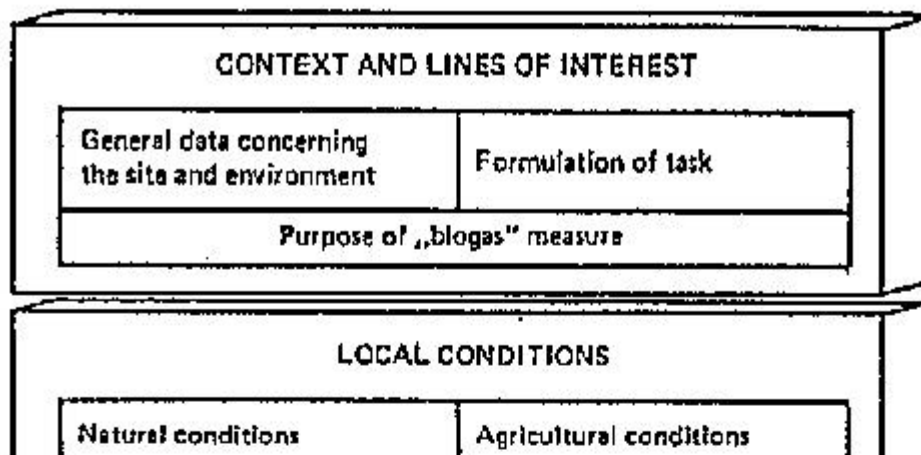 CONTEXT AND LINES OF INTEREST
General data concerning
the site and environment
Formulation of task
Purpose of „biogas" measure
LOCAL CONDITIONS
Natural conditions
Agricultural conditions